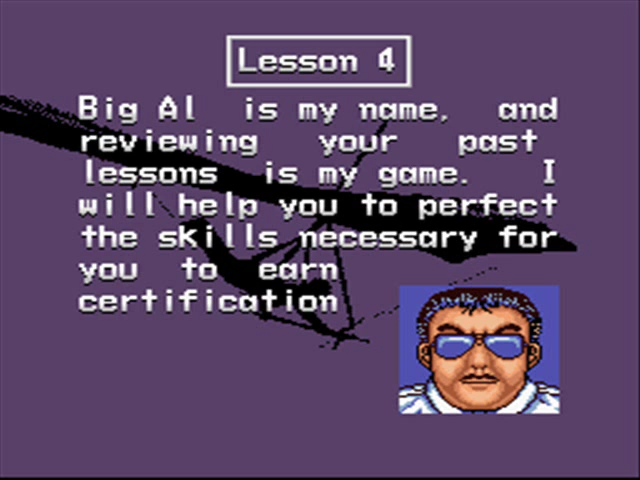 Lesson 4
Big Al is my name, and
reviewing your past
lessons is my game. I
will help you to perfect
the skills necessary for
you to earn
certification